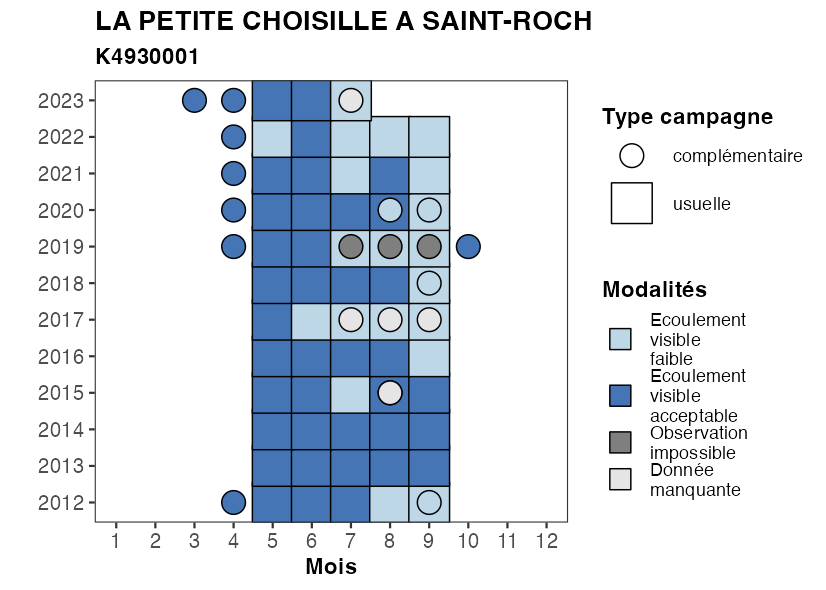 LA PETITE CHOISILLE A SAINT-ROCH
K4930001
2023
2022
2021
2020
2019
2018
2017
2016
2015
2014
2013
2012
1 2 3 4 5 6 7 8 9 10 11 12
Mois
Type campagne
complémentaire
usuelle
Modalités
Ecoulement
visible
faible
Ecoulement
visible
acceptable
Observation
impossible
Donnée
manquante